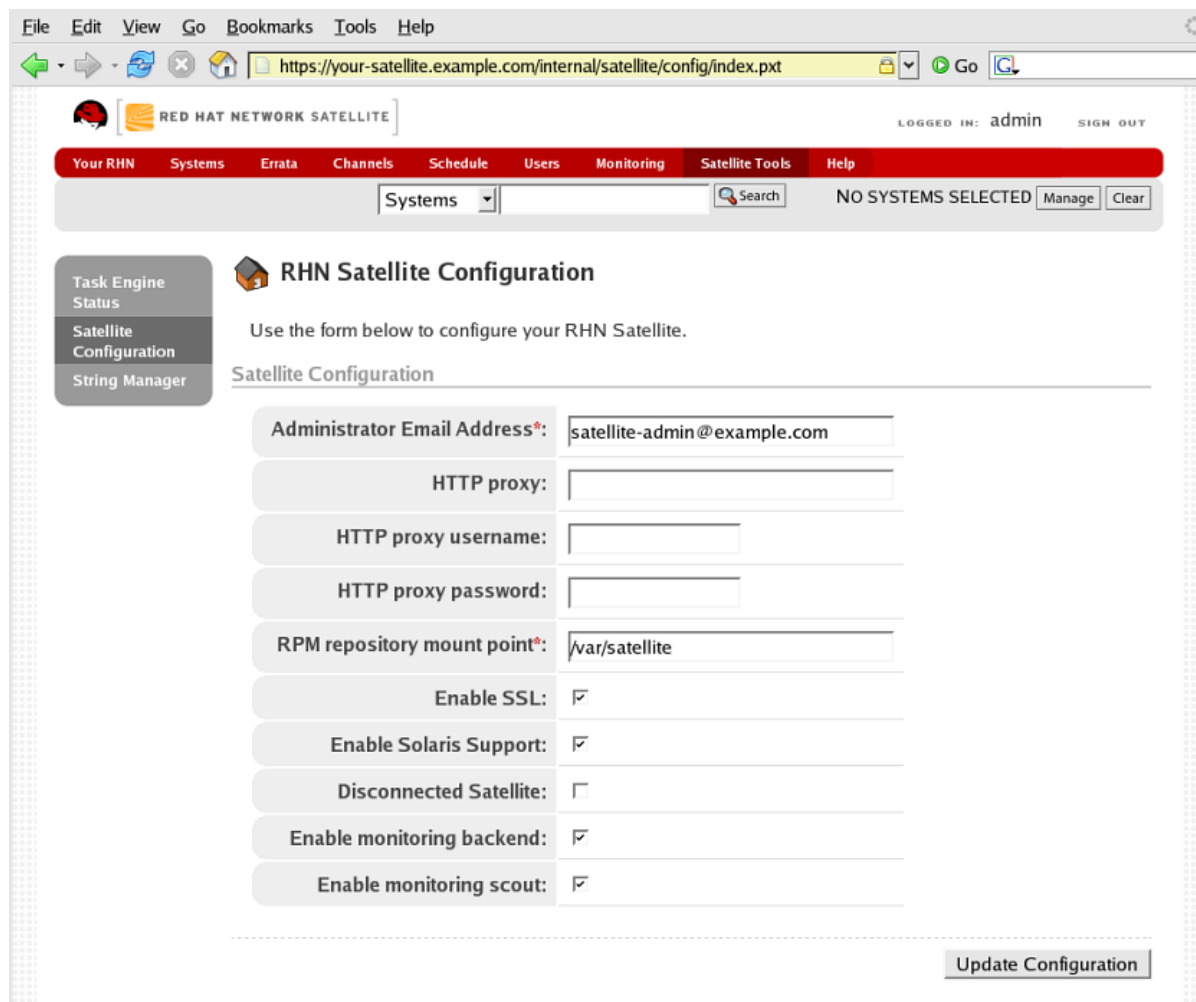 File Edit View Go Bookmarks Tools Help
https://your-satellite.example.com/internal/satellite/config/index.pxt Go G
RED HAT NETWORK SATELLITE
LOGGED IN: admin SIGN OUT
Your RHN Systems Errata Channels Schedule Users Monitoring Satellite Tools Help
Systems Search NO SYSTEMS SELECTED Manage Clear
Task Engine
Status
Satellite
Configuration
String Manager
RHN Satellite Configuration
Use the form below to configure your RHN Satellite.
Satellite Configuration
Administrator Email Address*: satellite-admin@example.com
HTTP proxy:
HTTP proxy username:
HTTP proxy password:
RPM repository mount point*: /var/satellite
Enable SSL:
Enable Solaris Support:
Disconnected Satellite:
Enable monitoring backend:
Enable monitoring scout:
Update Configuration